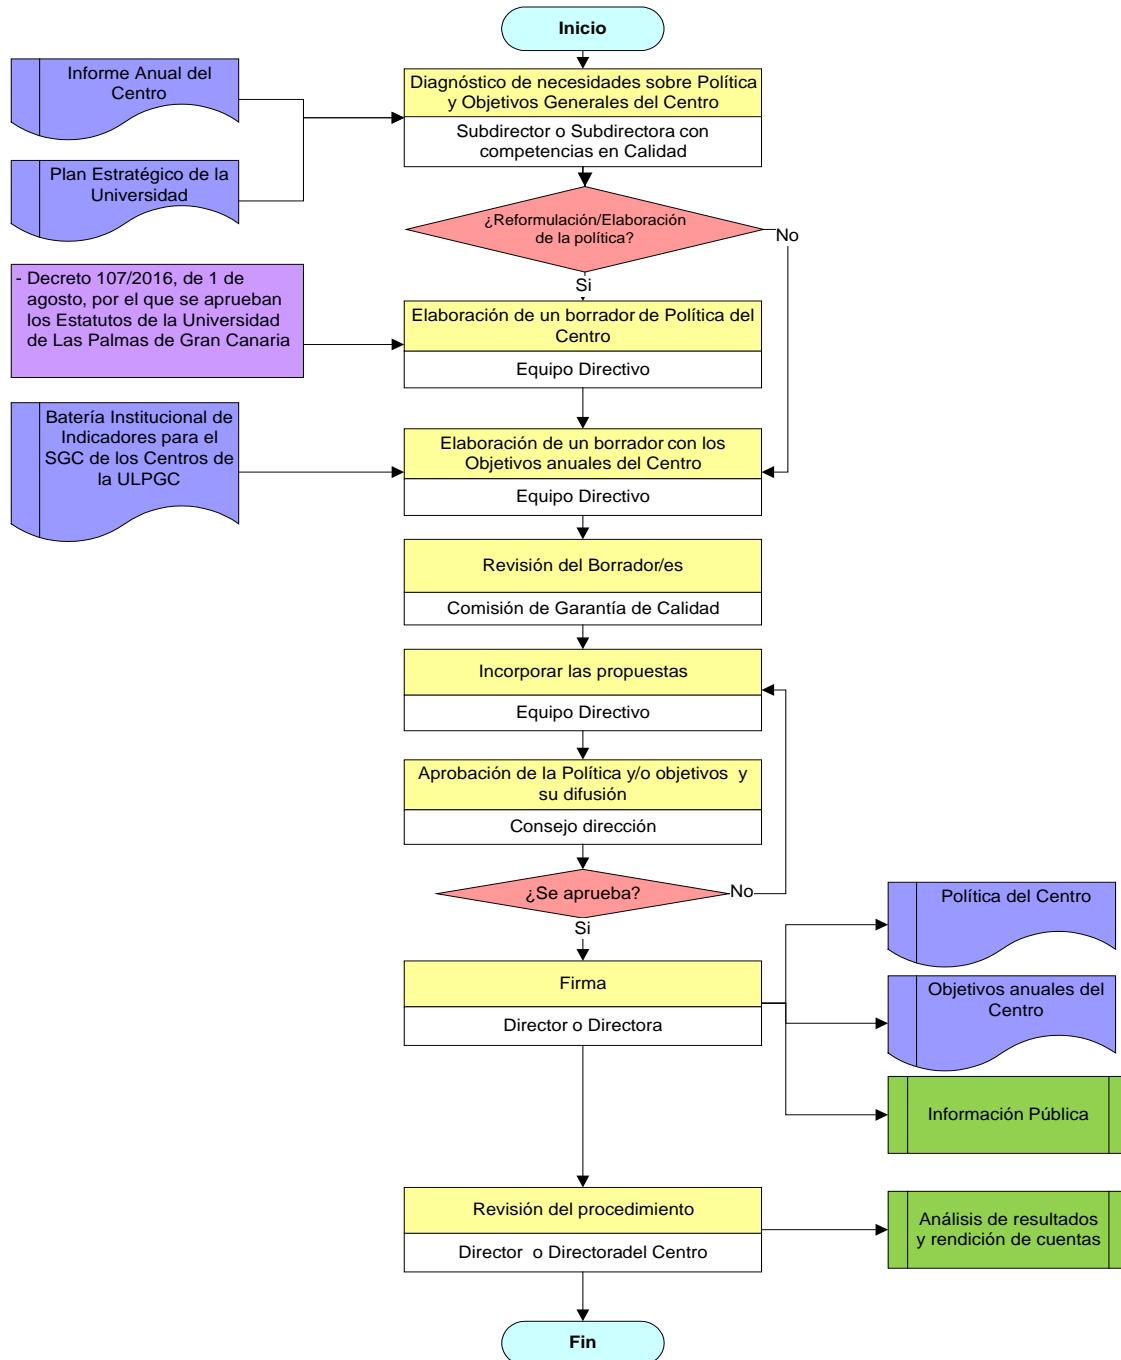 Inicio
Informe Anual del
Centro
Diagnóstico de necesidades sobre Política
y Objetivos Generales del Centro
Subdirector o Subdirectora con
competencias en Calidad
Plan Estratégico de la
Universidad
¿Reformulación/Elaboración
de la política?
No
Si
- Decreto 107/2016, de 1 de
agosto, por el que se aprueban
los Estatutos de la Universidad
de Las Palmas de Gran Canaria
Elaboración de un borrador de Política del
Centro
Equipo Directivo
Batería Institucional de
Indicadores para el
SGC de los Centros de
la ULPGC
Elaboración de un borrador con los
Objetivos anuales del Centro
Equipo Directivo
Revisión del Borrador/es
Comisión de Garantía de Calidad
Incorporar las propuestas
Equipo Directivo
Aprobación de la Política y/o objetivos y
su difusión
Consejo dirección
¿Se aprueba?
No
Si
Política del Centro
Firma
Director o Directora
Objetivos anuales del
Centro
Información Pública
Revisión del procedimiento
Director o Directoradel Centro
Análisis de resultados
y rendición de cuentas
Fin